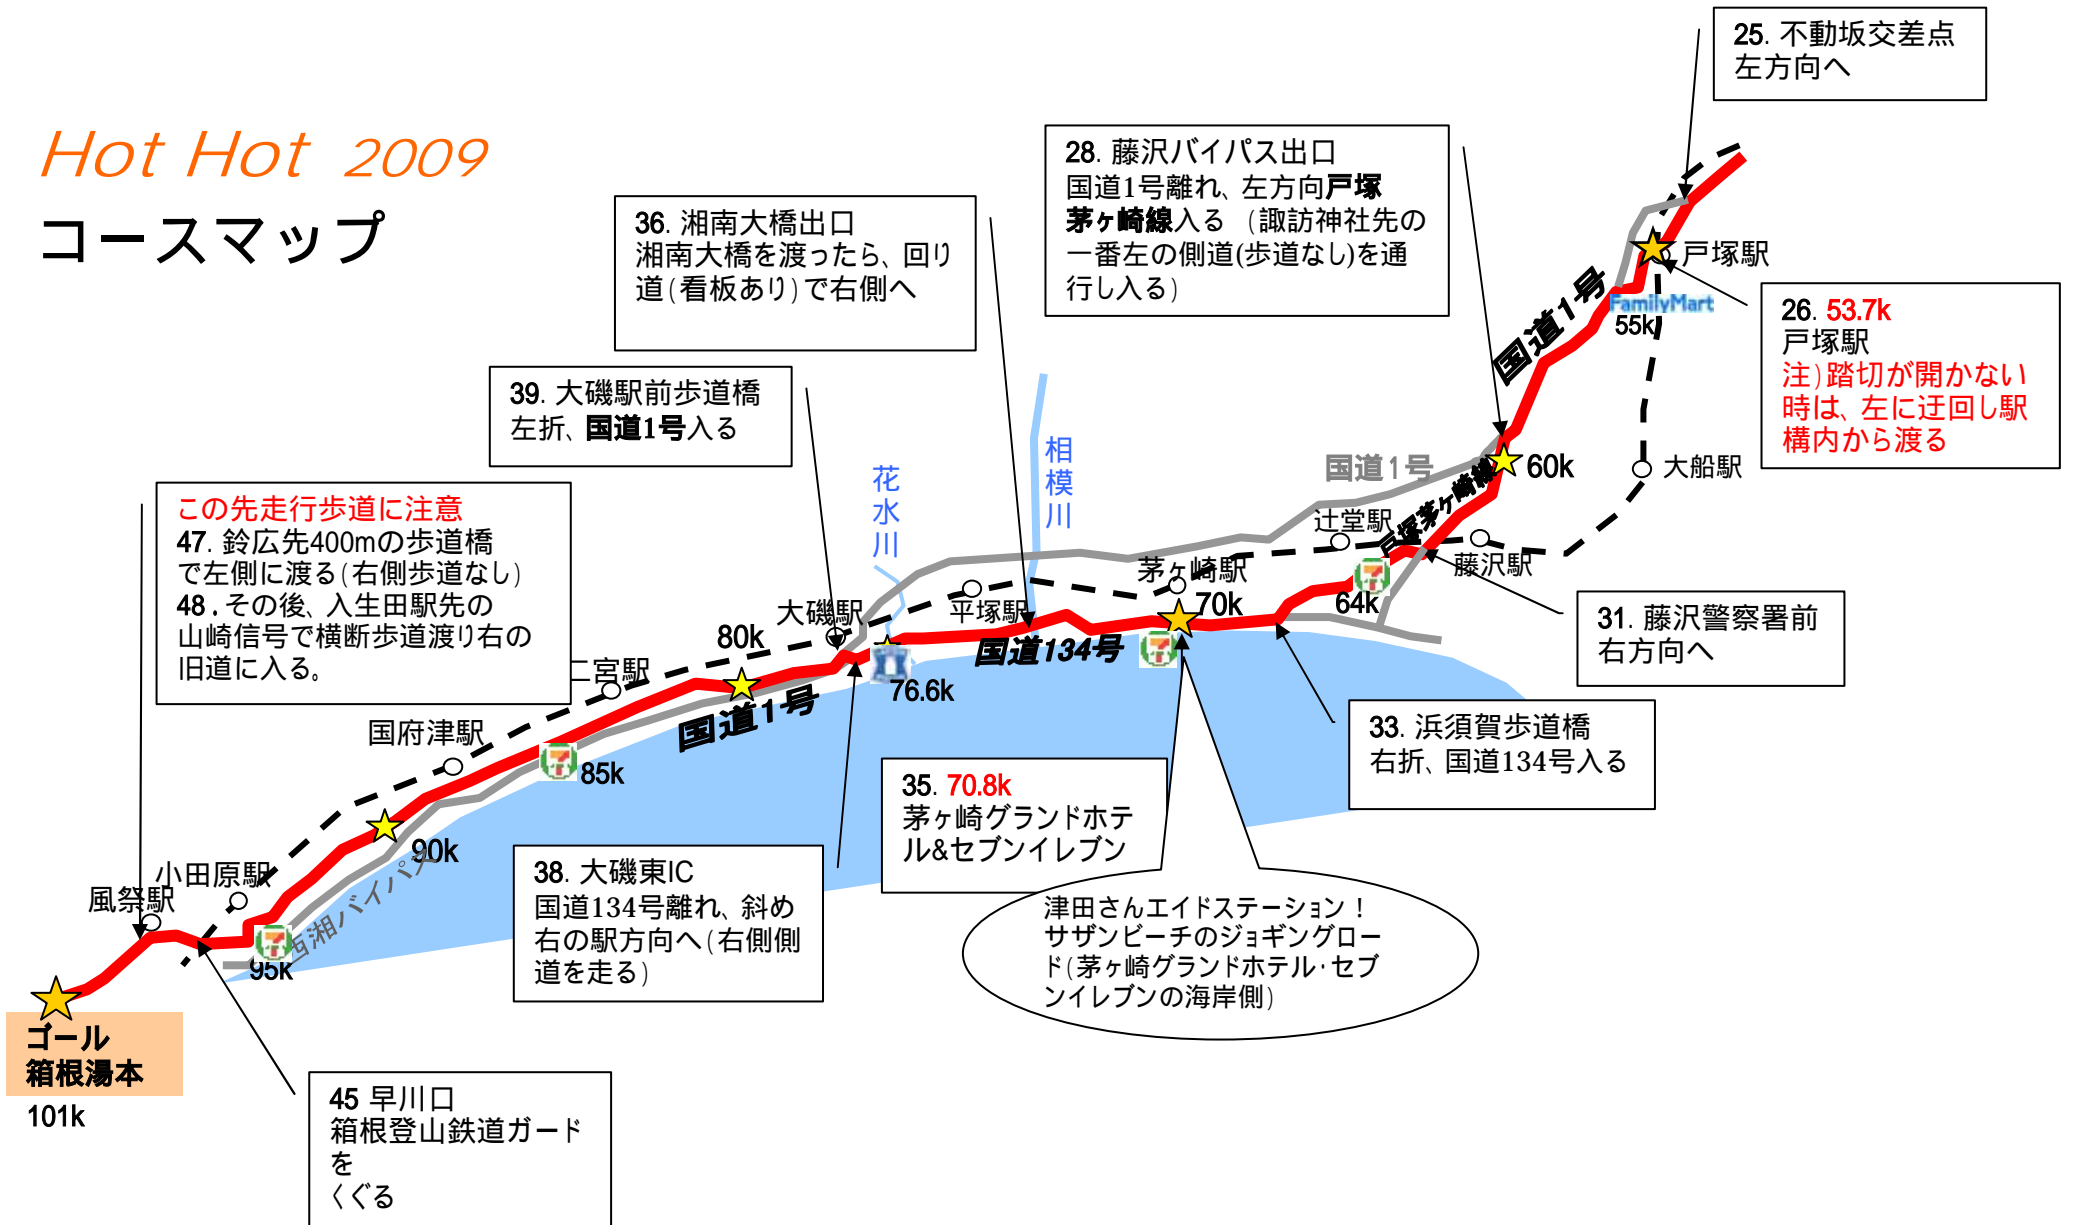 Hot Hot 2009
コースマップ
25. 不動坂交差点
左方向へ
28. 藤沢バイパス出口
国道1号離れ、左方向戸塚
茅ヶ崎線入る （諏訪神社先の
一番左の側道(歩道なし)を通
行し入る）
36. 湘南大橋出口
湘南大橋を渡ったら、回り
道（看板あり）で右側へ
戸塚駅
国道1号
FamilyMart
55k
26. 53.7k
戸塚駅
注）踏切が開かない
時は、左に迂回し駅
構内から渡る
39. 大磯駅前歩道橋
左折、国道1号入る
相模川
花水川
国道1号
60k
大船駅
戸塚茅ヶ崎線
この先走行歩道に注意
47. 鈴広先400mの歩道橋
で左側に渡る（右側歩道なし）
48．その後、入生田駅先の
山崎信号で横断歩道渡り右の
旧道に入る。
辻堂駅
藤沢駅
茅ヶ崎駅
64k
70k
平塚駅
大磯駅
31. 藤沢警察署前
右方向へ
80k
国道134号
二宮駅
76.6k
国道1号
国府津駅
33. 浜須賀歩道橋
右折、国道134号入る
85k
35. 70.8k
茅ヶ崎グランドホテ
ル&セブンイレブン
90k
38. 大磯東IC
国道134号離れ、斜め
右の駅方向へ（右側側
道を走る）
小田原駅
風祭駅
西湘バイパス
95k
津田さんエイドステーション！
サザンビーチのジョギングロー
ド（茅ヶ崎グランドホテル・セブ
ンイレブンの海岸側）
ゴール
箱根湯本
101k
45 早川口
箱根登山鉄道ガード
を
くぐる